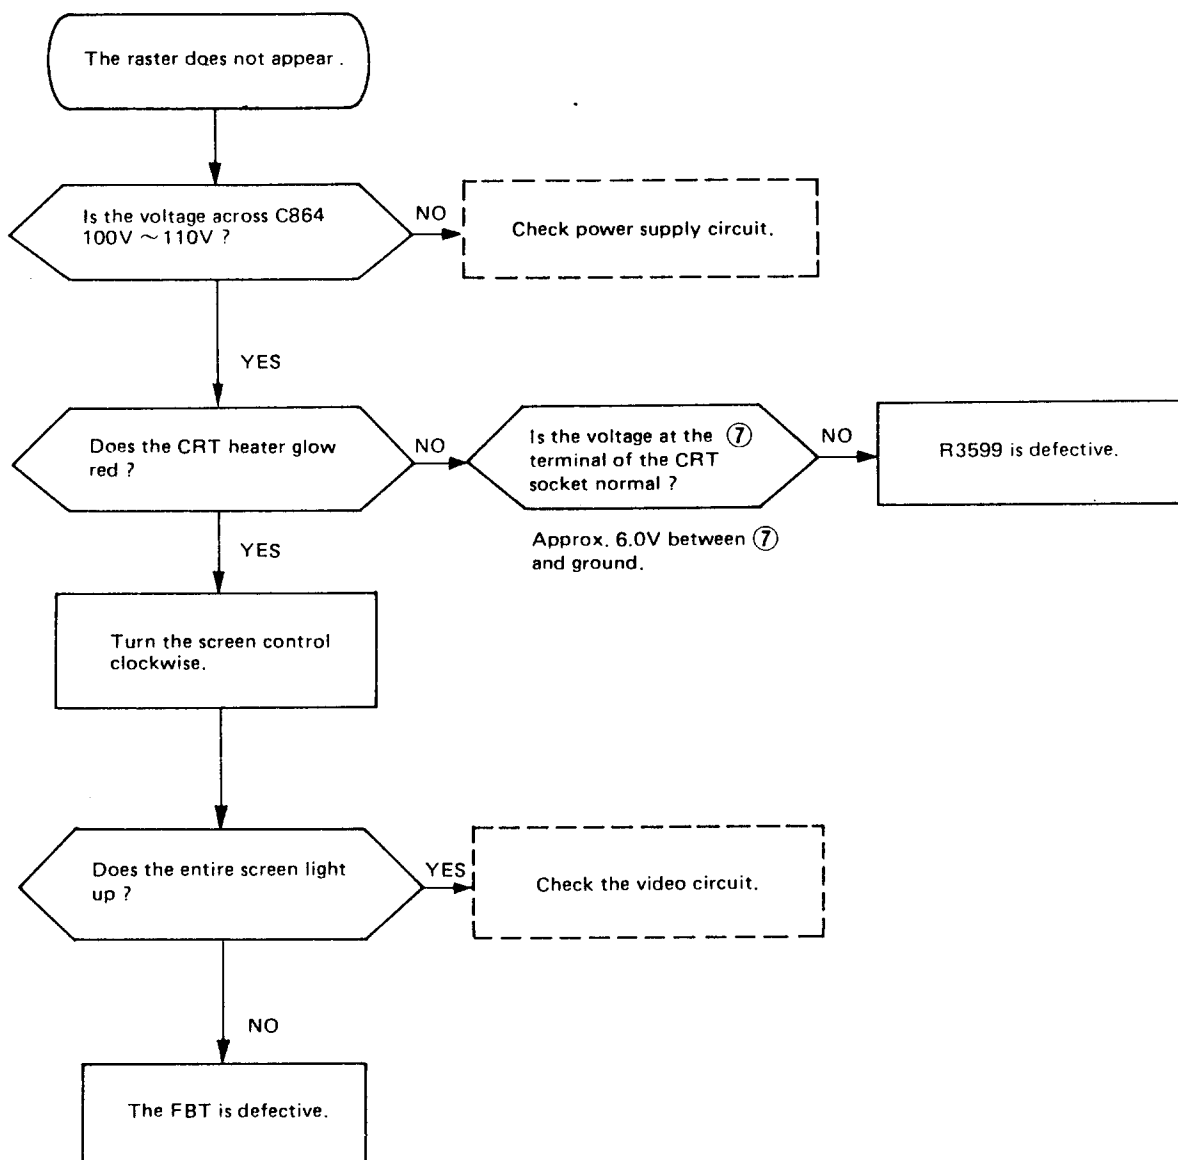 The raster does not appear .
Is the voltage across C864
100V ~ 110V ?
NO
Check power supply circuit.
YES
Does the CRT heater glow
red ?
NO
Is the voltage at the ⑦
terminal of the CRT
socket normal ?
NO
R3599 is defective.
Approx. 6.0V between ⑦
and ground.
YES
Turn the screen control
clockwise.
Does the entire screen light
up ?
YES
Check the video circuit.
NO
The FBT is defective.